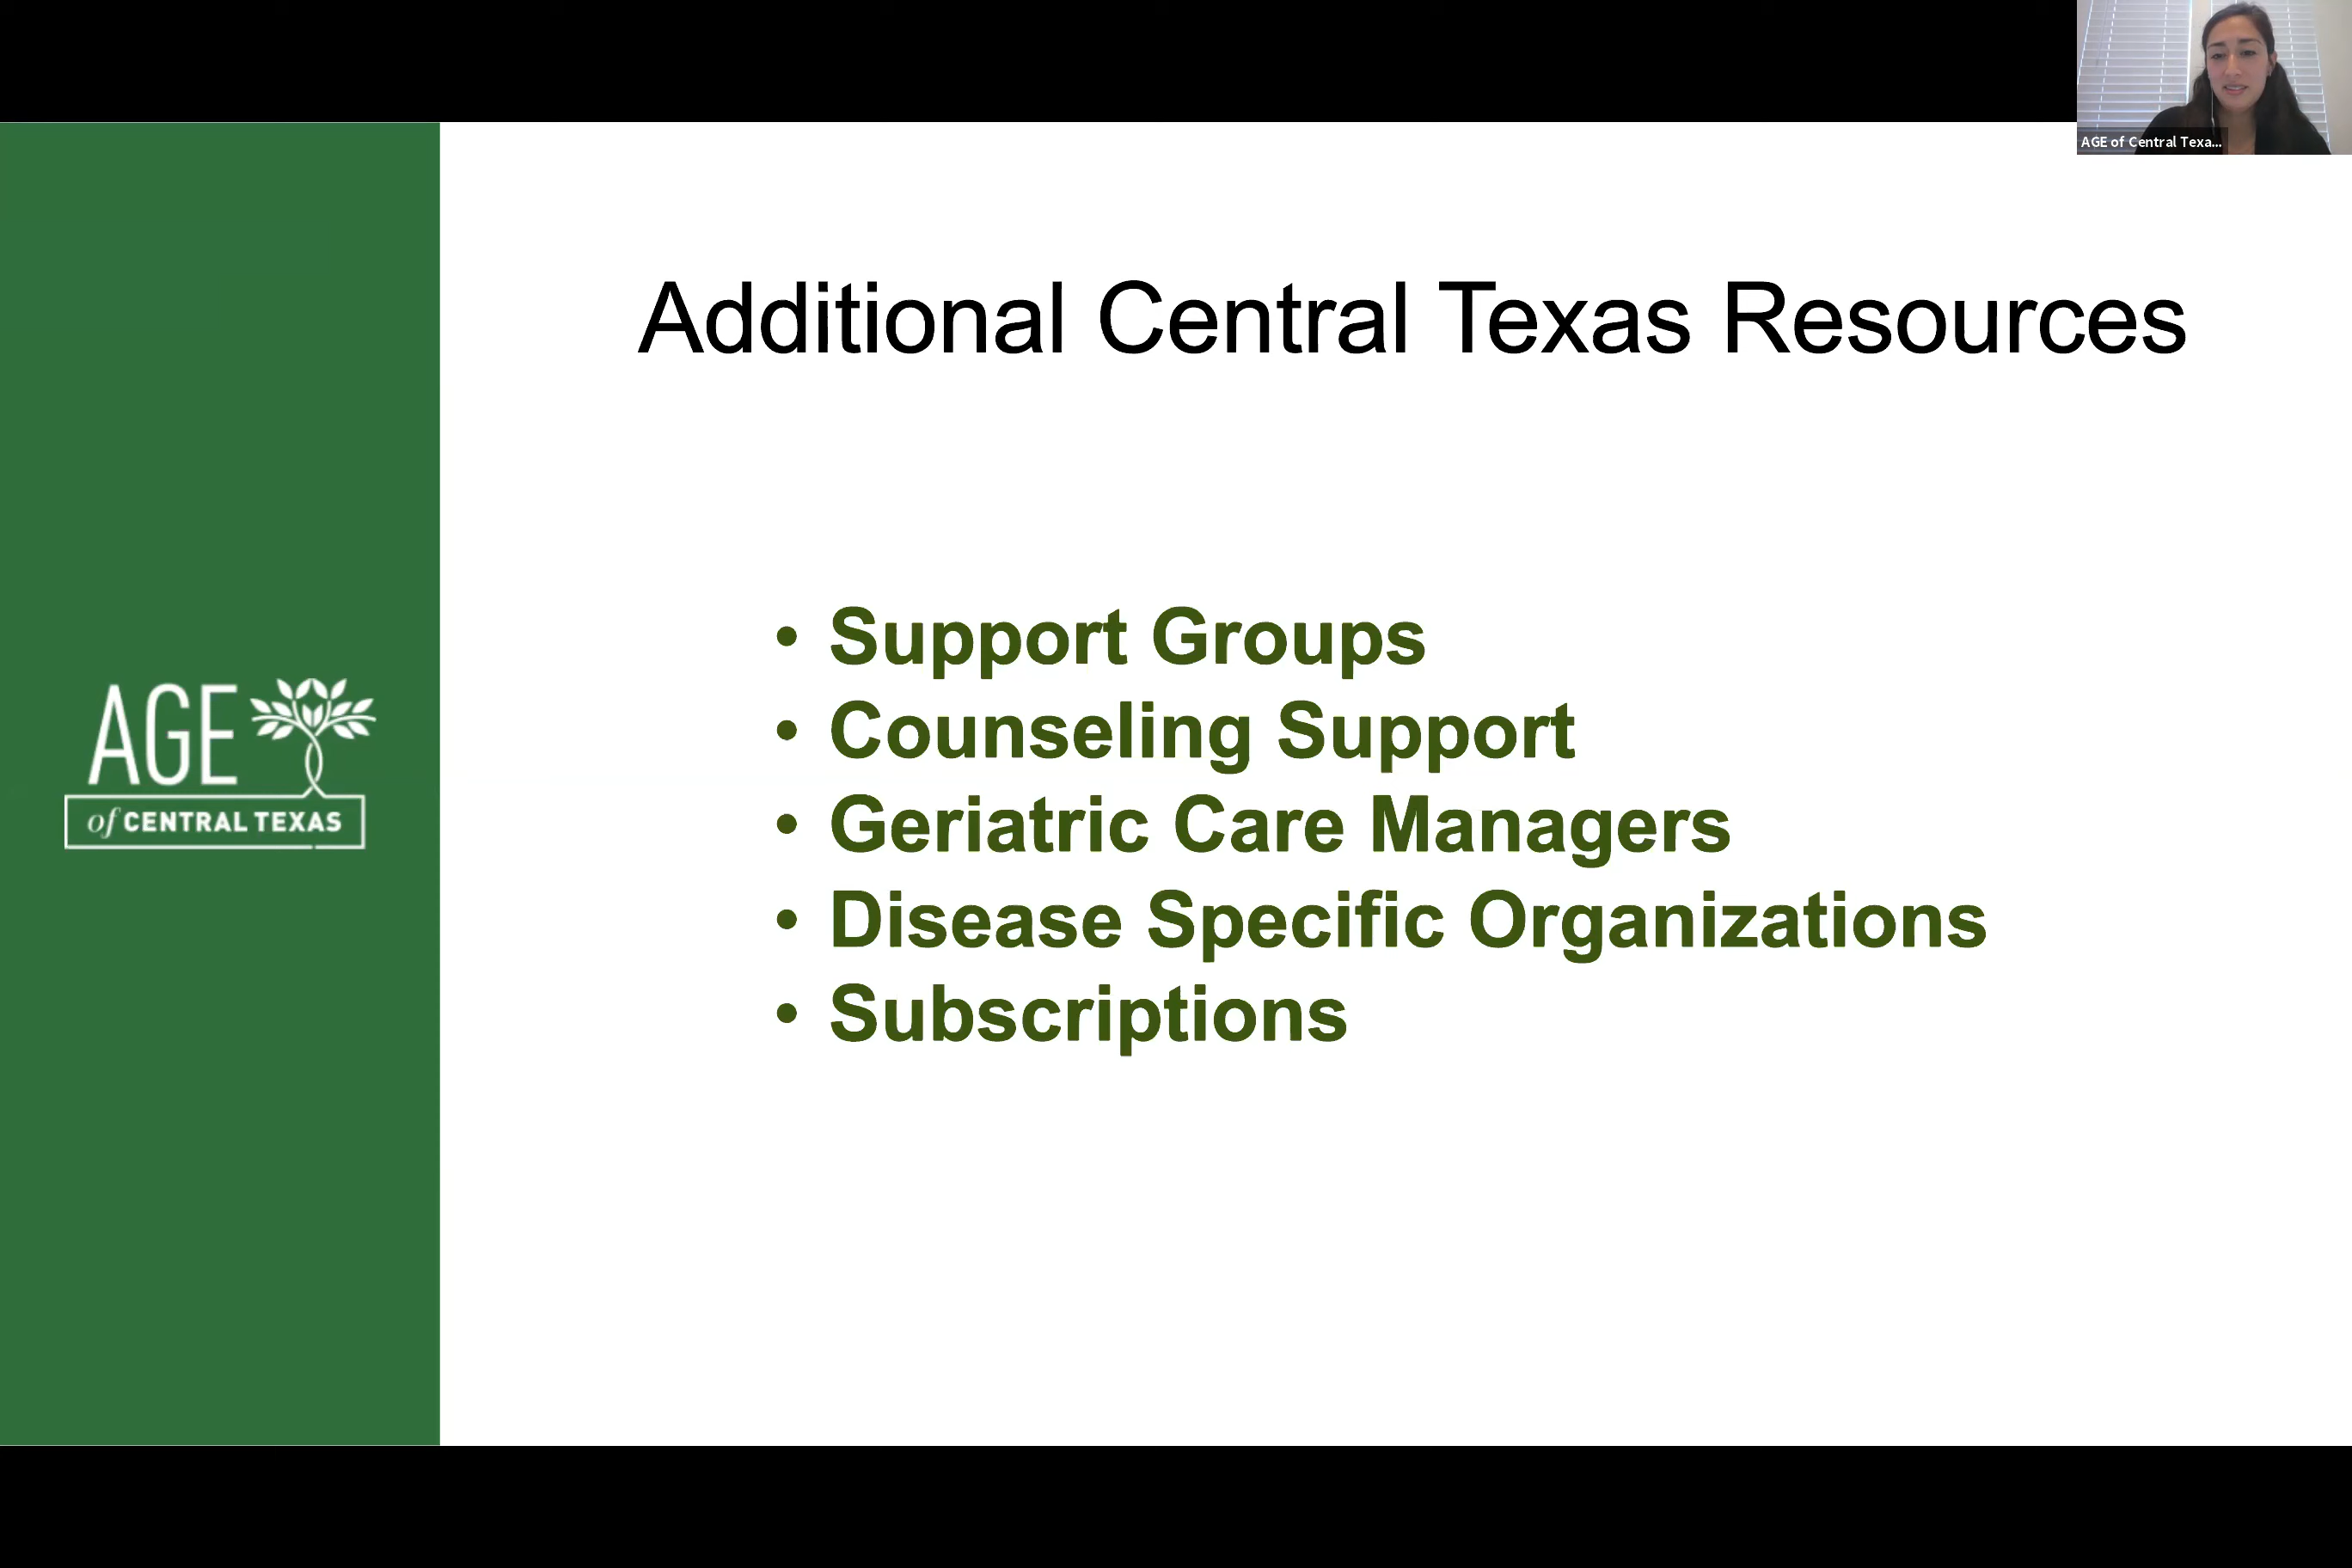 AGE of Central Texa...
Additional Central Texas Resources
• Support Groups
• Counseling Support
• Geriatric Care Managers
• Disease Specific Organizations
• Subscriptions
AGE
of CENTRAL TEXAS